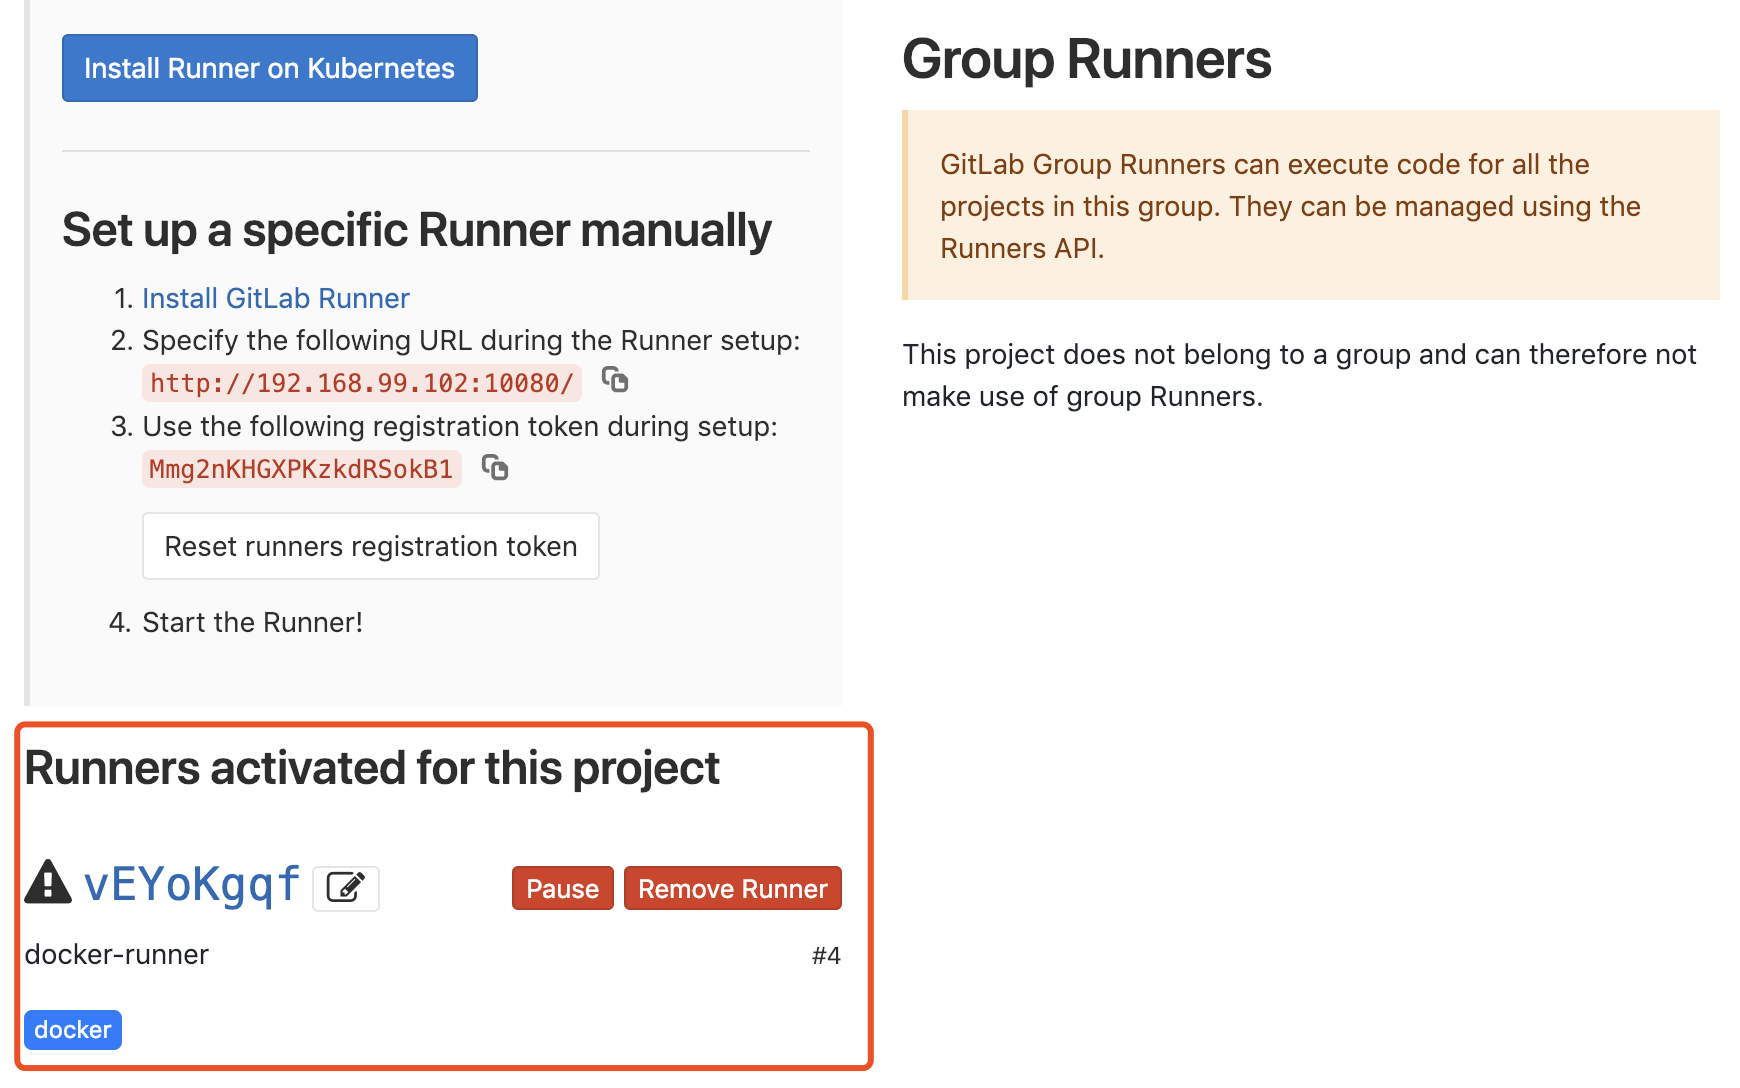 Install Runner on Kubernetes
Set up a specific Runner manually
1. Install GitLab Runner
2. Specify the following URL during the Runner setup:
http://192.168.99.102:10080/
3. Use the following registration token during setup:
Mmg2nKHGXPKzkdRSokB1
Reset runners registration token
4. Start the Runner!
Runners activated for this project
vEYoKgqf
Pause
Remove Runner
docker-runner
#4
docker
Group Runners
GitLab Group Runners can execute code for all the
projects in this group. They can be managed using the
Runners API.
This project does not belong to a group and can therefore not
make use of group Runners.